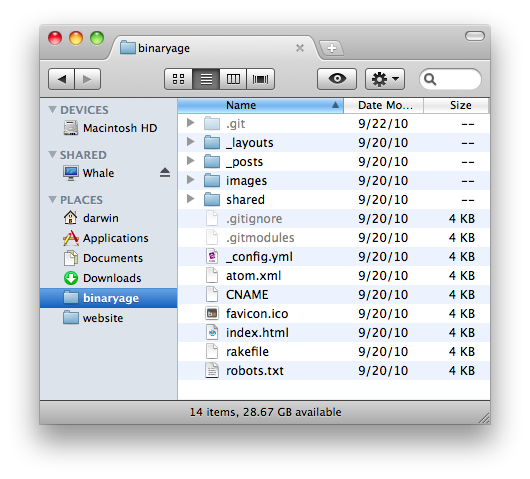 binaryage
Name Date Mo... Size
DEVICES
Macintosh HD
SHARED
Whale
PLACES
darwin
Applications
Documents
Downloads
binaryage
website
.git 9/22/10 --
_layouts 9/20/10 --
_posts 9/20/10 --
images 9/20/10 --
shared 9/20/10 --
.gitignore 9/20/10 4 KB
.gitmodules 9/20/10 4 KB
_config.yml 9/20/10 4 KB
atom.xml 9/20/10 4 KB
CNAME 9/20/10 4 KB
favicon.ico 9/20/10 4 KB
index.html 9/20/10 4 KB
rakefile 9/20/10 4 KB
robots.txt 9/20/10 4 KB
14 items, 28.67 GB available